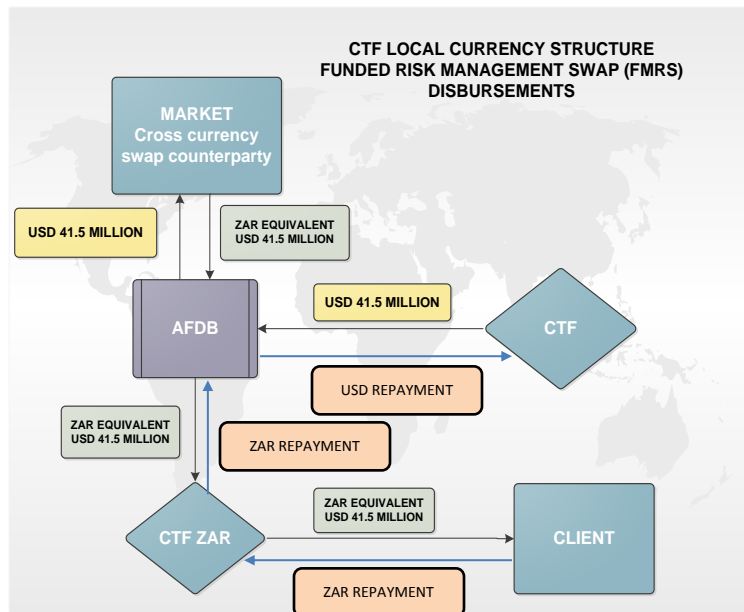 CTF LOCAL CURRENCY STRUCTURE
FUNDED RISK MANAGEMENT SWAP (FMRS)
DISBURSEMENTS
MARKET
Cross currency
swap counterparty
USD 41.5 MILLION
ZAR EQUIVALENT
USD 41.5 MILLION
AFDB
USD 41.5 MILLION
CTF
USD REPAYMENT
ZAR EQUIVALENT
USD 41.5 MILLION
ZAR REPAYMENT
CTF ZAR
ZAR EQUIVALENT
USD 41.5 MILLION
CLIENT
ZAR REPAYMENT